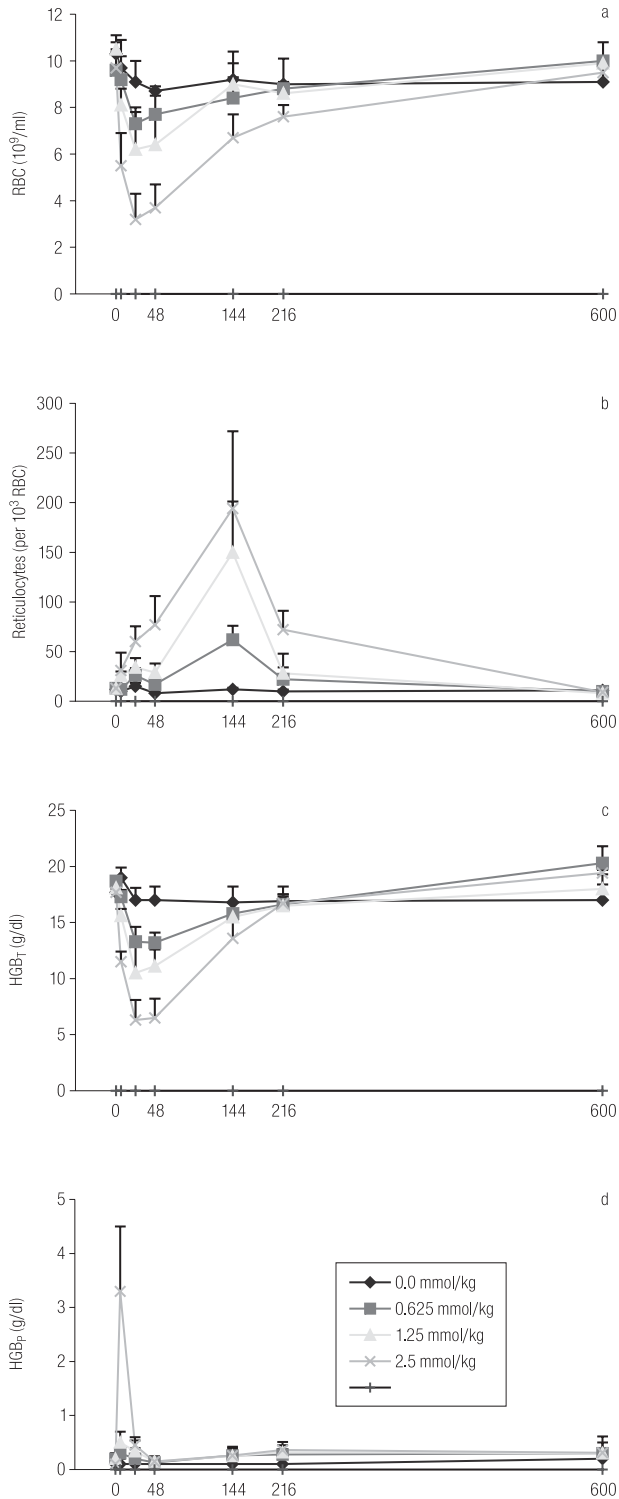 a
12
10
8
6
4
2
0
RBC (10⁹/ml)
0 48 144 216 600
b
300
250
200
150
100
50
0
Reticulocytes (per 10³ RBC)
0 48 144 216 600
c
25
20
15
10
5
0
HGB_T (g/dl)
0 48 144 216 600
d
5
4
3
2
1
0
HGB_P (g/dl)
0.0 mmol/kg
0.625 mmol/kg
1.25 mmol/kg
2.5 mmol/kg
0 48 144 216 600